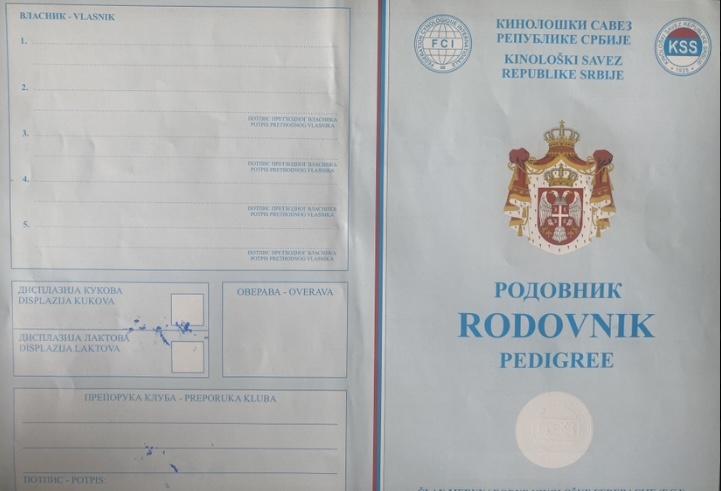 ВЛАСНИК - VLASNIK
1.
2.
ПОТПИС ПРЕТХОДНОГ ВЛАСНИКА
POTPIS PRETHODNOG VLASNIKA
3.
ПОТПИС ПРЕТХОДНОГ ВЛАСНИКА
POTPIS PRETHODNOG VLASNIKA
4.
ПОТПИС ПРЕТХОДНОГ ВЛАСНИКА
POTPIS PRETHODNOG VLASNIKA
5.
ПОТПИС ПРЕТХОДНОГ ВЛАСНИКА
POTPIS PRETHODNOG VLASNIKA
ДИСПЛАЗИЈА КУКОВА
DISPLAZIJA KUKOVA
ДИСПЛАЗИЈА ЛАКТОВА
DISPLAZIJA LAKTOVA
ОВЕРАВА - OVERAVA
ПРЕПОРУКА КЛУБА - PREPORUKA KLUBA
ПОТПИС - POTPIS:
FCI
КИНОЛОШКИ САВЕЗ
РЕПУБЛИКЕ СРБИЈЕ
KINOLOŠKI SAVEZ
REPUBLIKE SRBIJE
KSS
РОДОВНИК
RODOVNIK
PEDIGREE